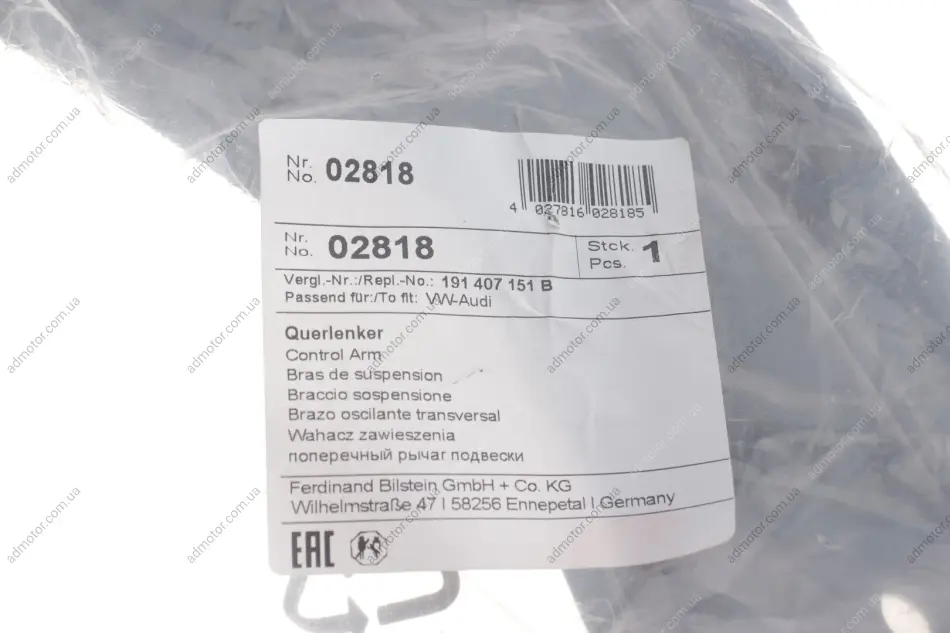 Nr.
No. 02818
4 027816 028185
Nr.
No. 02818
Stck.
Pcs. 1
Vergl.-Nr.:/Repl.-No.: 191 407 151 B
Passend für:/To fit: VW-Audi
Querlenker
Control Arm
Bras de suspension
Braccio sospensione
Brazo oscilante transversal
Wahacz zawieszenia
поперечный рычаг подвески
Ferdinand Bilstein GmbH + Co. KG
Wilhelmstraße 47 I 58256 Ennepetal I Germany
EAC
admotor.com.ua